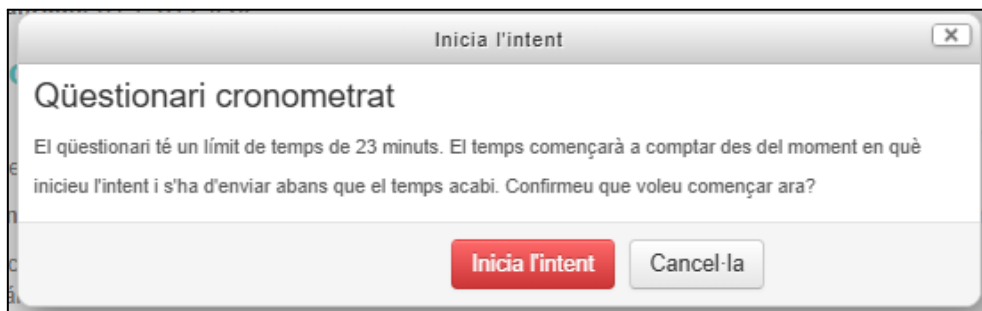 Inicia l'intent
Qüestionari cronometrat
El qüestionari té un límit de temps de 23 minuts. El temps començarà a comptar des del moment en què
inicieu l'intent i s'ha d'enviar abans que el temps acabi. Confirmeu que voleu començar ara?
Inicia l'intent Cancel·la